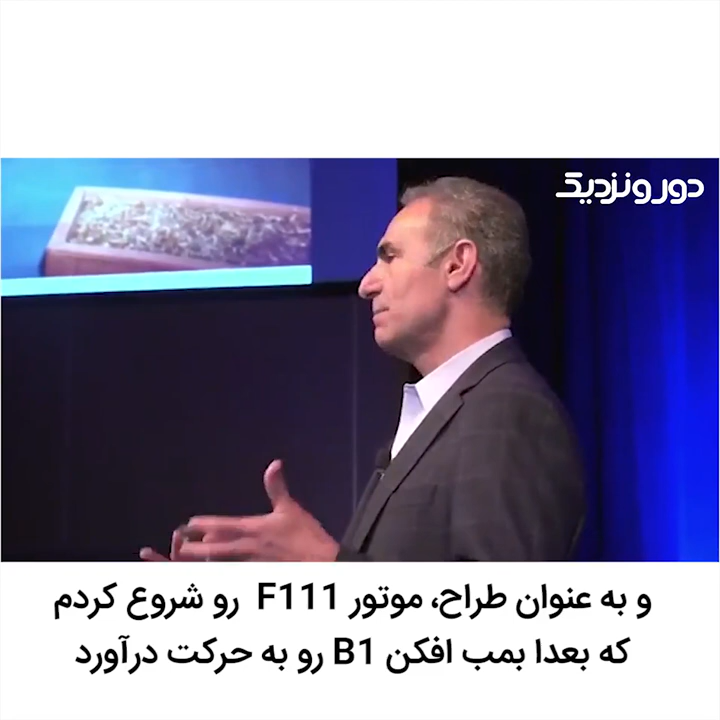 دورونزدیک
و به عنوان طراح، موتور F111 رو شروع کردم
که بعدا بمب افکن B1 رو به حرکت درآورد